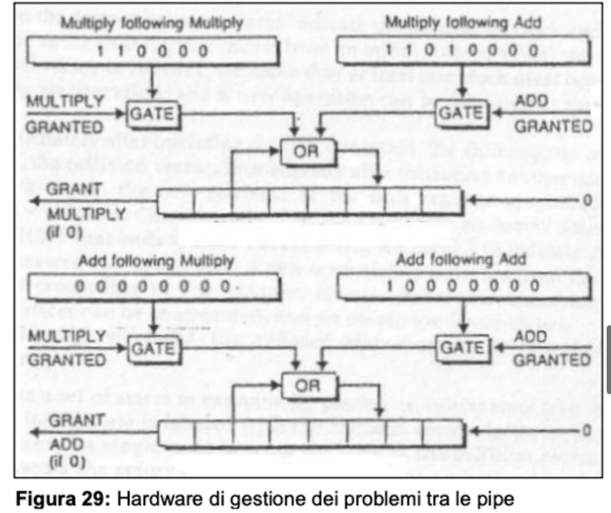 Multiply following Multiply
Multiply following Add
1 1 1 0 0 0 0
1 1 0 1 0 0 0 0
MULTIPLY
GRANTED
GATE
GATE
ADD
GRANTED
OR
GRANT
MULTIPLY
(if 0)
0
Add following Multiply
Add following Add
0 0 0 0 0 0 0
1 0 0 0 0 0 0 0
MULTIPLY
GRANTED
GATE
GATE
ADD
GRANTED
OR
GRANT
ADD
(if 0)
0
Figura 29: Hardware di gestione dei problemi tra le pipe